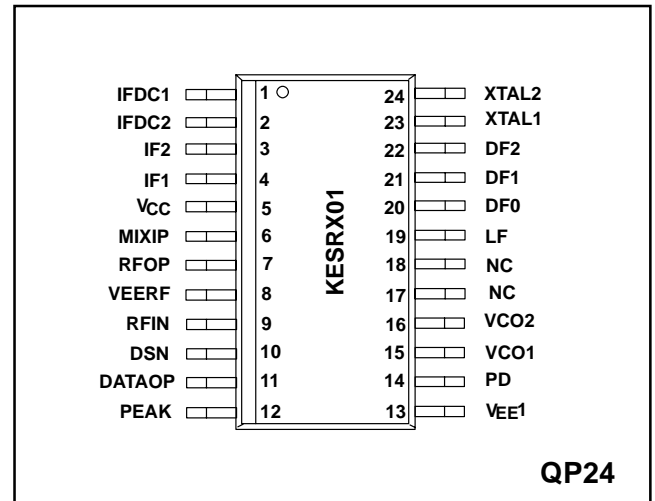 IFDC1 1 24 XTAL2
IFDC2 2 23 XTAL1
IF2 3 22 DF2
IF1 4 21 DF1
VCC 5 20 DF0
MIXIP 6 19 LF
RFOP 7 18 NC
VEERF 8 17 NC
RFIN 9 16 VCO2
DSN 10 15 VCO1
DATAOP 11 14 PD
PEAK 12 13 VEE1
KESRX01
QP24